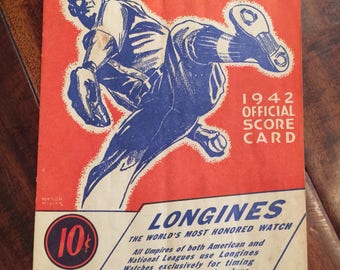 1942
OFFICIAL
SCORE
CARD
LONGINES
THE WORLD'S MOST HONORED WATCH
10¢
All Umpires of both American and
National Leagues use Longines
Watches exclusively for timing